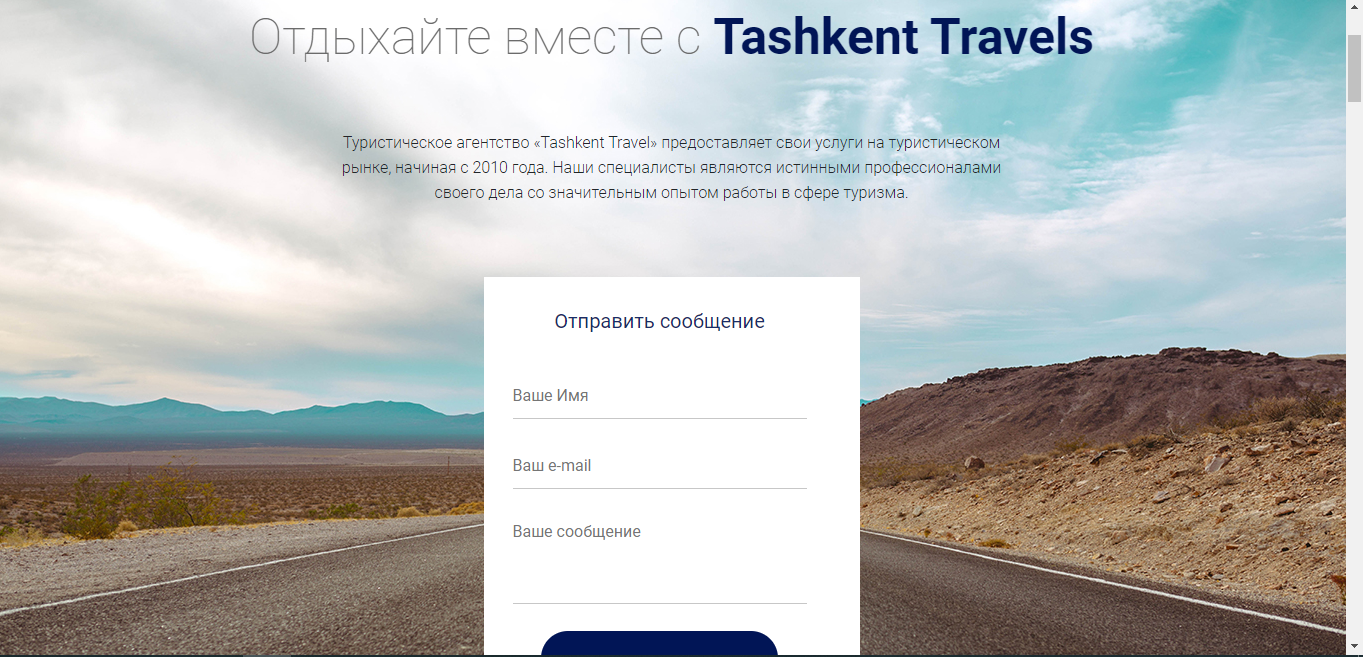 Отдыхайте вместе с Tashkent Travels
Туристическое агентство «Tashkent Travel» предоставляет свои услуги на туристическом
рынке, начиная с 2010 года. Наши специалисты являются истинными профессионалами
своего дела со значительным опытом работы в сфере туризма.
Отправить сообщение
Ваше Имя
Ваш e-mail
Ваше сообщение